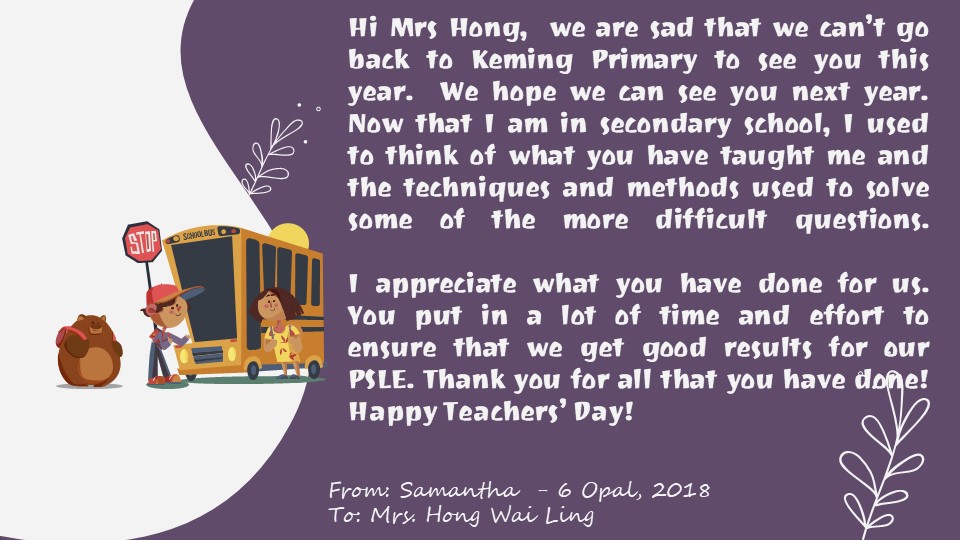 Hi Mrs Hong, we are sad that we can't go
back to Keming Primary to see you this
year. We hope we can see you next year.
Now that I am in secondary school, I used
to think of what you have taught me and
the techniques and methods used to solve
some of the more difficult questions.
I appreciate what you have done for us.
You put in a lot of time and effort to
ensure that we get good results for our
PSLE. Thank you for all that you have done!
Happy Teachers' Day!
STOP
SCHOOL BUS
From: Samantha - 6 Opal, 2018
To: Mrs. Hong Wai Ling